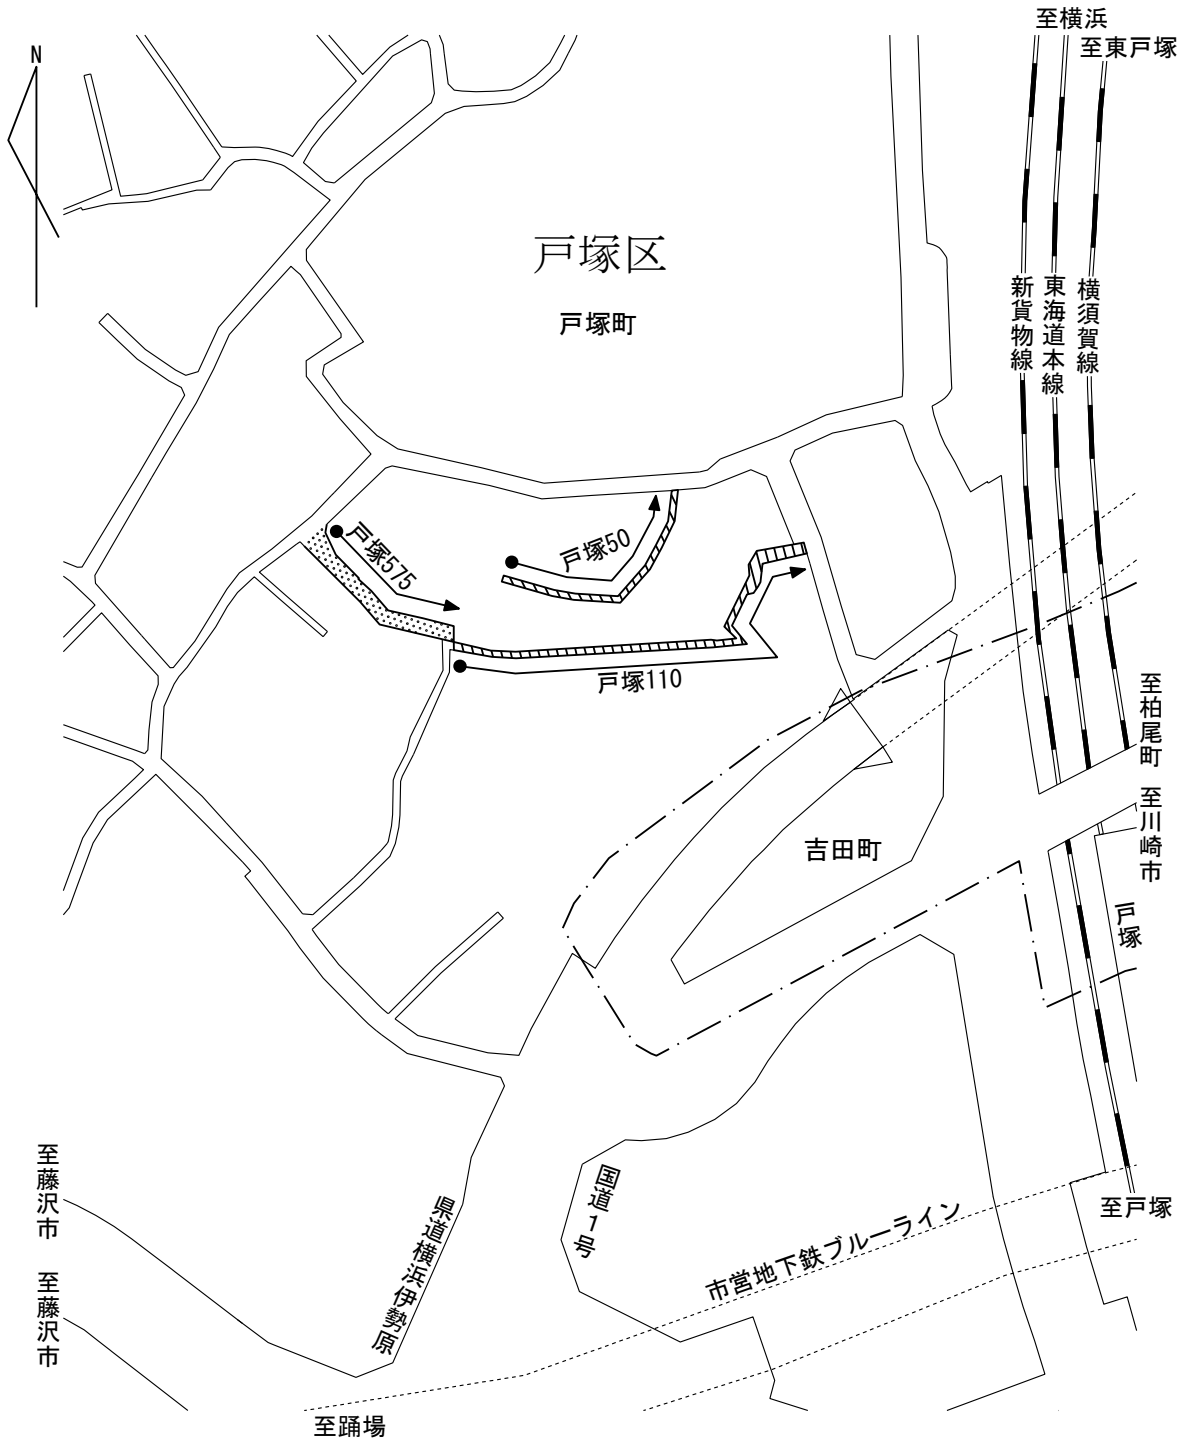 至横浜
至東戸塚
N
戸塚区
戸塚町
新貨物線
東海道本線
横須賀線
戸塚50
戸塚575
戸塚110
至柏尾町
至川崎市
吉田町
戸塚
至藤沢市
国道1号
県道横浜伊勢原
市営地下鉄ブルーライン
至戸塚
至藤沢市
至踊場